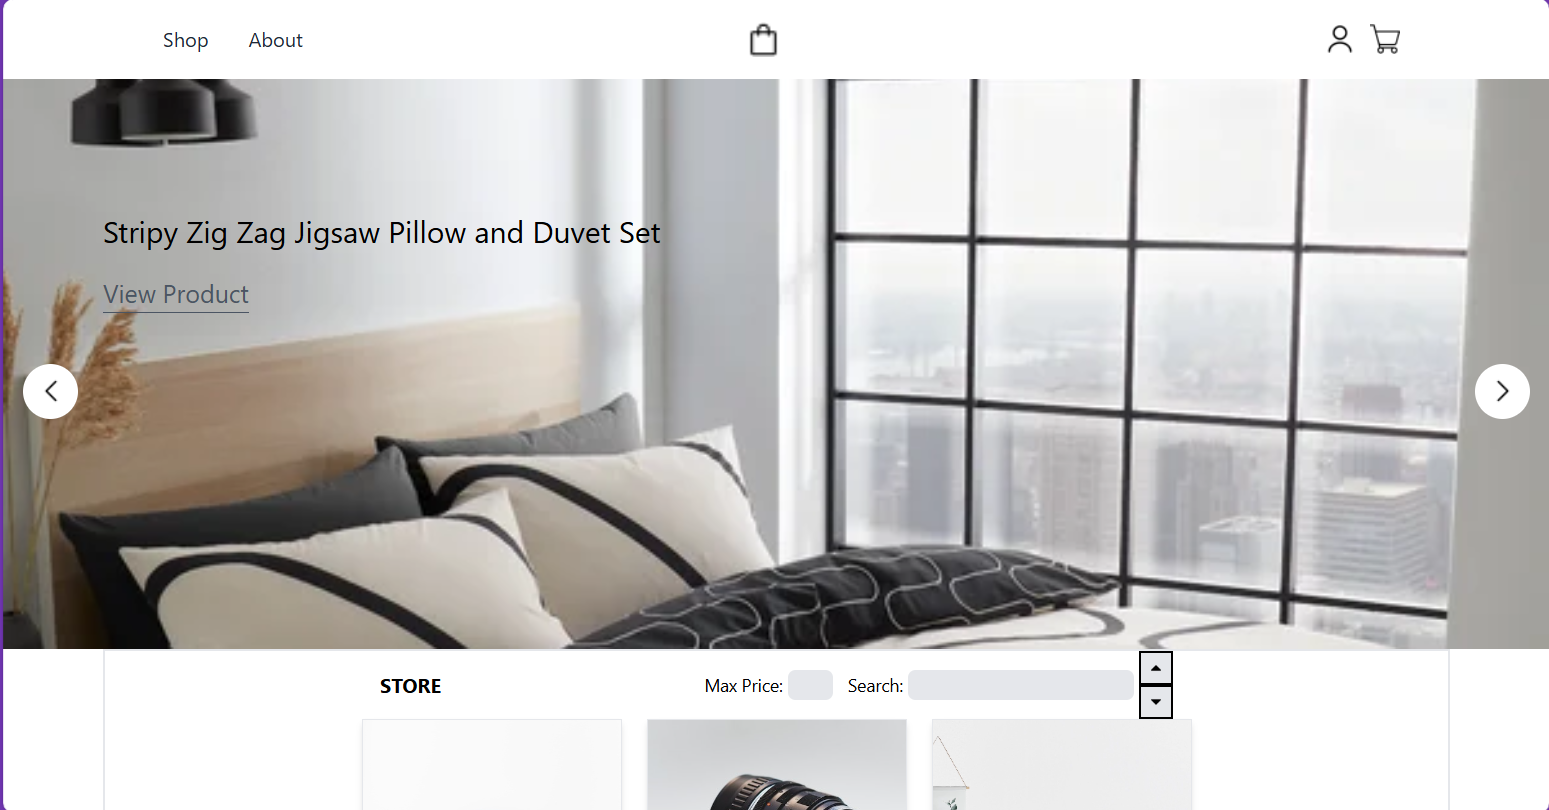 Shop About
Stripy Zig Zag Jigsaw Pillow and Duvet Set
View Product
STORE Max Price: Search: